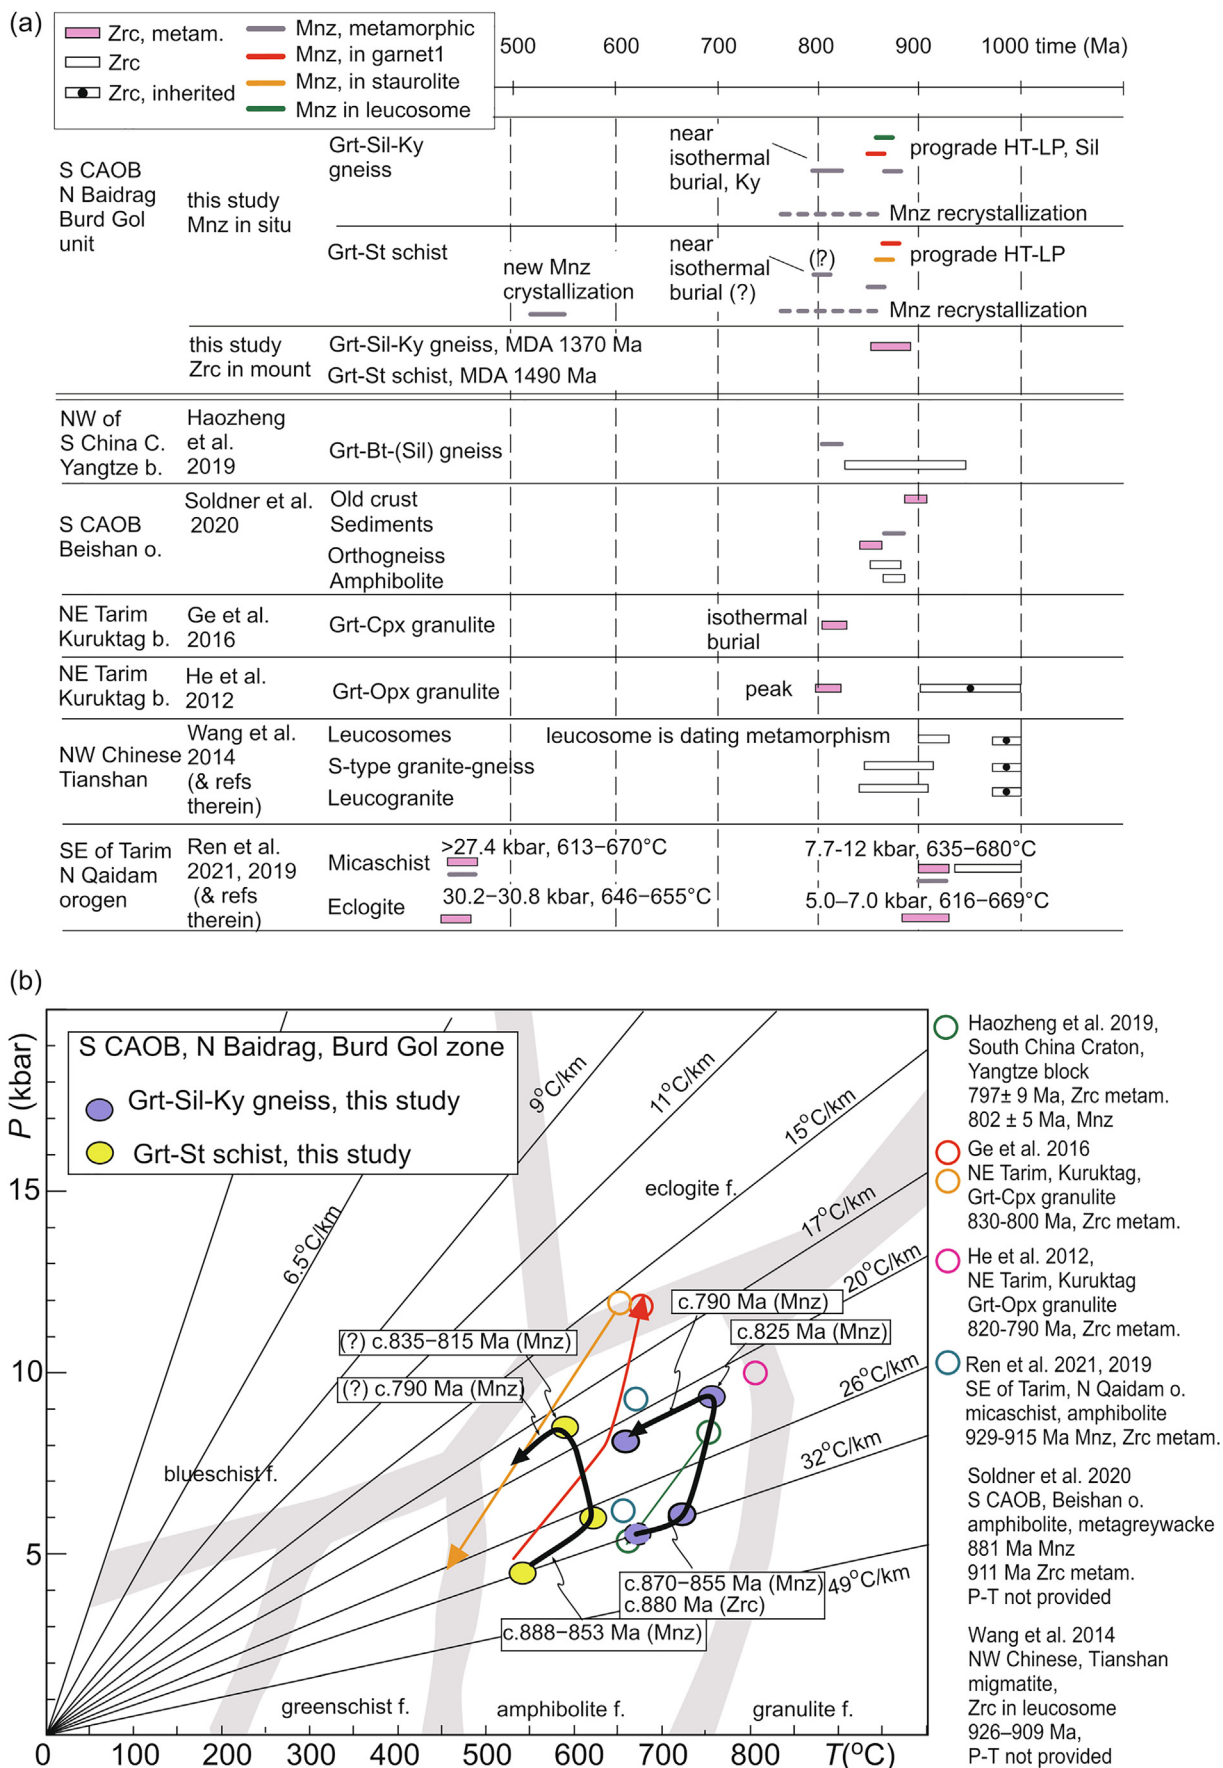 (a)
Zrc, metam.
Zrc
Zrc, inherited
Mnz, metamorphic
Mnz, in garnet1
Mnz, in staurolite
Mnz in leucosome
500 600 700 800 900 1000 time (Ma)
S CAOB
N Baidrag
Burd Gol
unit
this study
Mnz in situ
Grt-Sil-Ky
gneiss
near
isothermal
burial, Ky
prograde HT-LP, Sil
Mnz recrystallization
Grt-St schist
new Mnz
crystallization
near
isothermal
burial (?)
(?)
prograde HT-LP
Mnz recrystallization
this study
Zrc in mount
Grt-Sil-Ky gneiss, MDA 1370 Ma
Grt-St schist, MDA 1490 Ma
NW of
S China C.
Yangtze b.
Haozheng
et al.
2019
Grt-Bt-(Sil) gneiss
S CAOB
Beishan o.
Soldner et al.
2020
Old crust
Sediments
Orthogneiss
Amphibolite
NE Tarim
Kuruktag b.
Ge et al.
2016
Grt-Cpx granulite
isothermal
burial
NE Tarim
Kuruktag b.
He et al.
2012
Grt-Opx granulite
peak
NW Chinese
Tianshan
Wang et al.
2014
(& refs
therein)
Leucosomes
S-type granite-gneiss
Leucogranite
leucosome is dating metamorphism
SE of Tarim
N Qaidam
orogen
Ren et al.
2021, 2019
(& refs
therein)
Micaschist
>27.4 kbar, 613–670°C
7.7-12 kbar, 635–680°C
Eclogite
30.2–30.8 kbar, 646–655°C
5.0–7.0 kbar, 616–669°C
(b)
P (kbar)
15
10
5
S CAOB, N Baidrag, Burd Gol zone
Grt-Sil-Ky gneiss, this study
Grt-St schist, this study
6.5°C/km
9°C/km
11°C/km
15°C/km
17°C/km
20°C/km
26°C/km
32°C/km
49°C/km
eclogite f.
blueschist f.
greenschist f.
amphibolite f.
granulite f.
c.790 Ma (Mnz)
c.825 Ma (Mnz)
(?) c.835–815 Ma (Mnz)
(?) c.790 Ma (Mnz)
c.870–855 Ma (Mnz)
c.880 Ma (Zrc)
c.888–853 Ma (Mnz)
0 100 200 300 400 500 600 700 800 T(°C)
Haozheng et al. 2019,
South China Craton,
Yangtze block
797± 9 Ma, Zrc metam.
802 ± 5 Ma, Mnz
Ge et al. 2016
NE Tarim, Kuruktag,
Grt-Cpx granulite
830-800 Ma, Zrc metam.
He et al. 2012,
NE Tarim, Kuruktag
Grt-Opx granulite
820-790 Ma, Zrc metam.
Ren et al. 2021, 2019
SE of Tarim, N Qaidam o.
micaschist, amphibolite
929-915 Ma Mnz, Zrc metam.
Soldner et al. 2020
S CAOB, Beishan o.
amphibolite, metagreywacke
881 Ma Mnz
911 Ma Zrc metam.
P-T not provided
Wang et al. 2014
NW Chinese, Tianshan
migmatite,
Zrc in leucosome
926–909 Ma,
P-T not provided